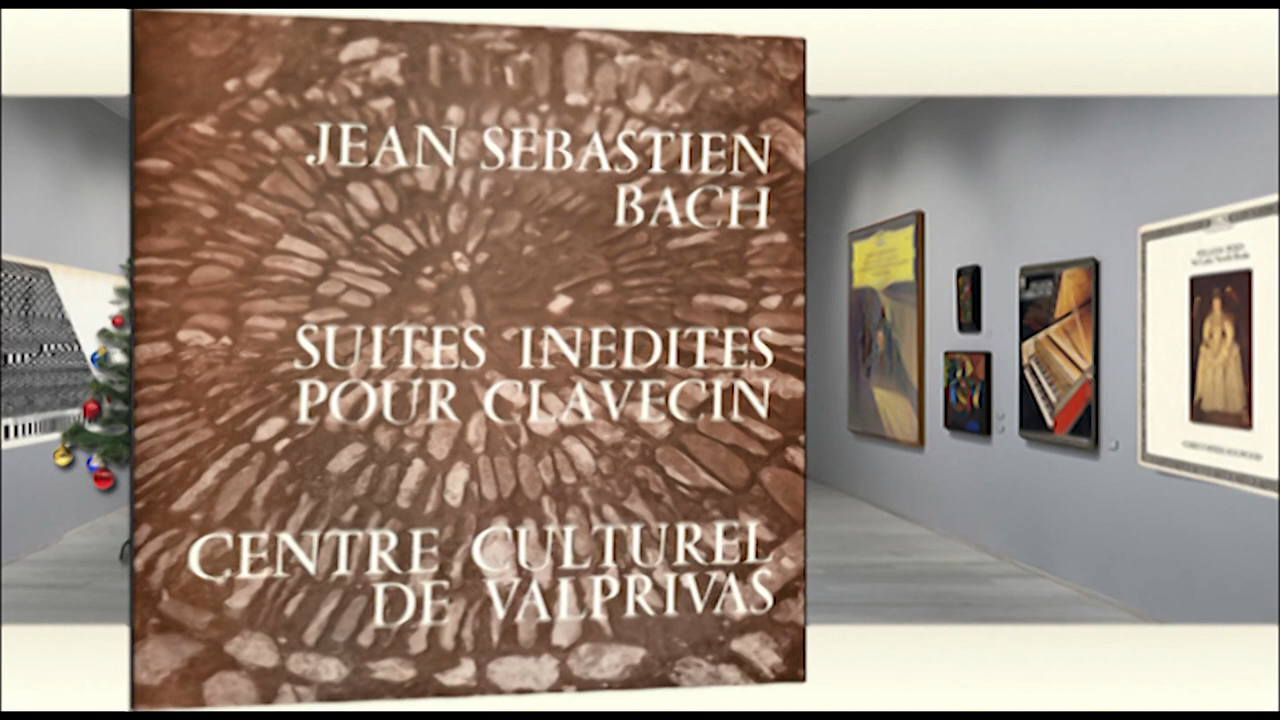 JEAN SEBASTIEN
BACH
SUITES INEDITES
POUR CLAVECIN
CENTRE CULTUREL
DE VALPRIVAS